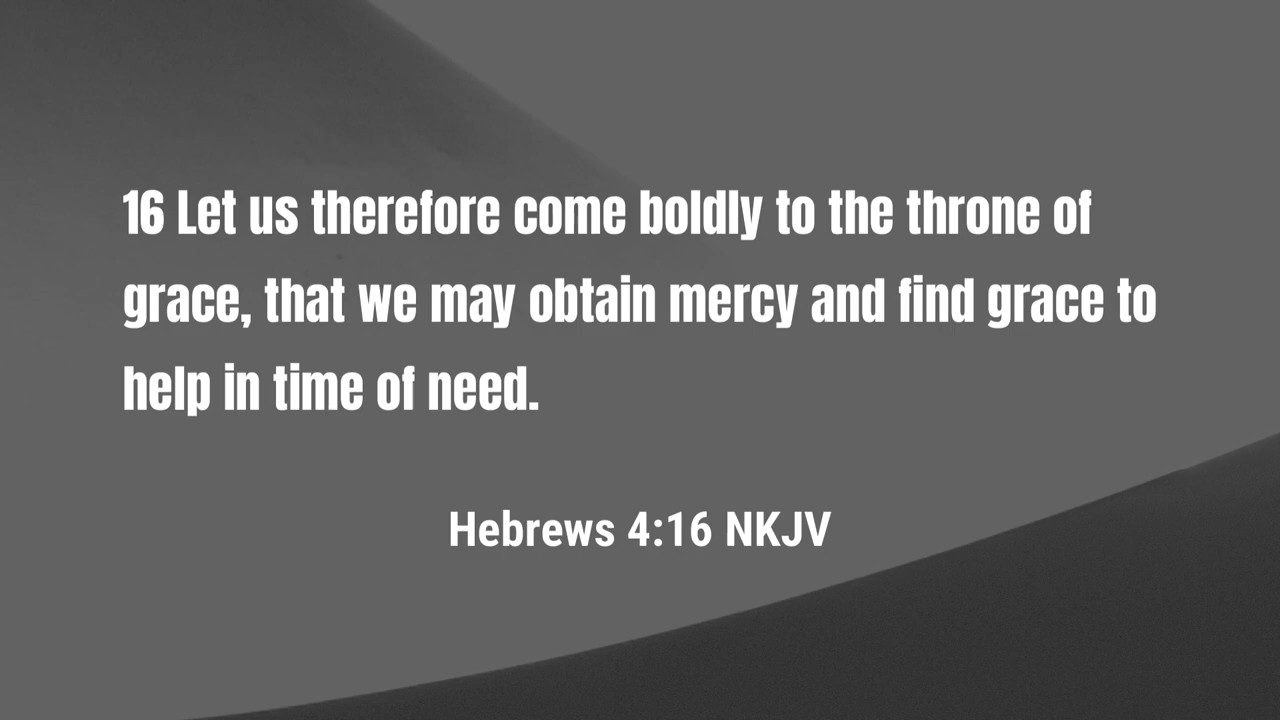 16 Let us therefore come boldly to the throne of
grace, that we may obtain mercy and find grace to
help in time of need.
Hebrews 4:16 NKJV